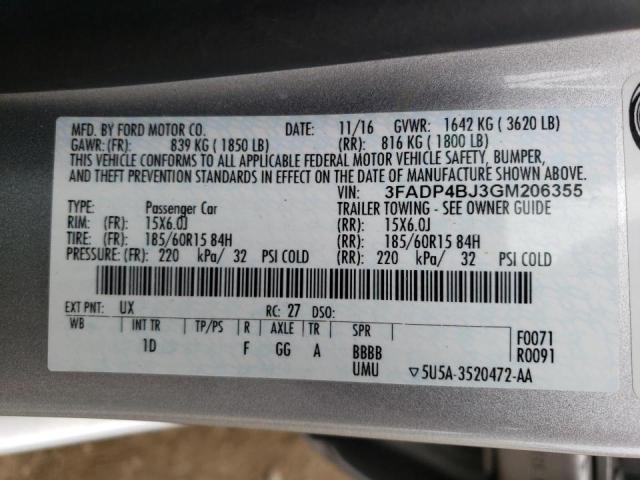 MFD. BY FORD MOTOR CO. DATE: 11/16 GVWR: 1642 KG ( 3620 LB)
GAWR: (FR): 839 KG ( 1850 LB) (RR): 816 KG ( 1800 LB)
THIS VEHICLE CONFORMS TO ALL APPLICABLE FEDERAL MOTOR VEHICLE SAFETY, BUMPER,
AND THEFT PREVENTION STANDARDS IN EFFECT ON THE DATE OF MANUFACTURE SHOWN ABOVE.
VIN: 3FADP4BJ3GM206355
TYPE: Passenger Car TRAILER TOWING - SEE OWNER GUIDE
RIM: (FR): 15X6.0J (RR): 15X6.0J
TIRE: (FR): 185/60R15 84H (RR): 185/60R15 84H
PRESSURE: (FR): 220 kPa/ 32 PSI COLD (RR): 220 kPa/ 32 PSI COLD
EXT PNT: UX RC: 27 DSO:
WB INT TR TP/PS R AXLE TR SPR F0071
1D F GG A BBBB R0091
UMU ▽5U5A-3520472-AA